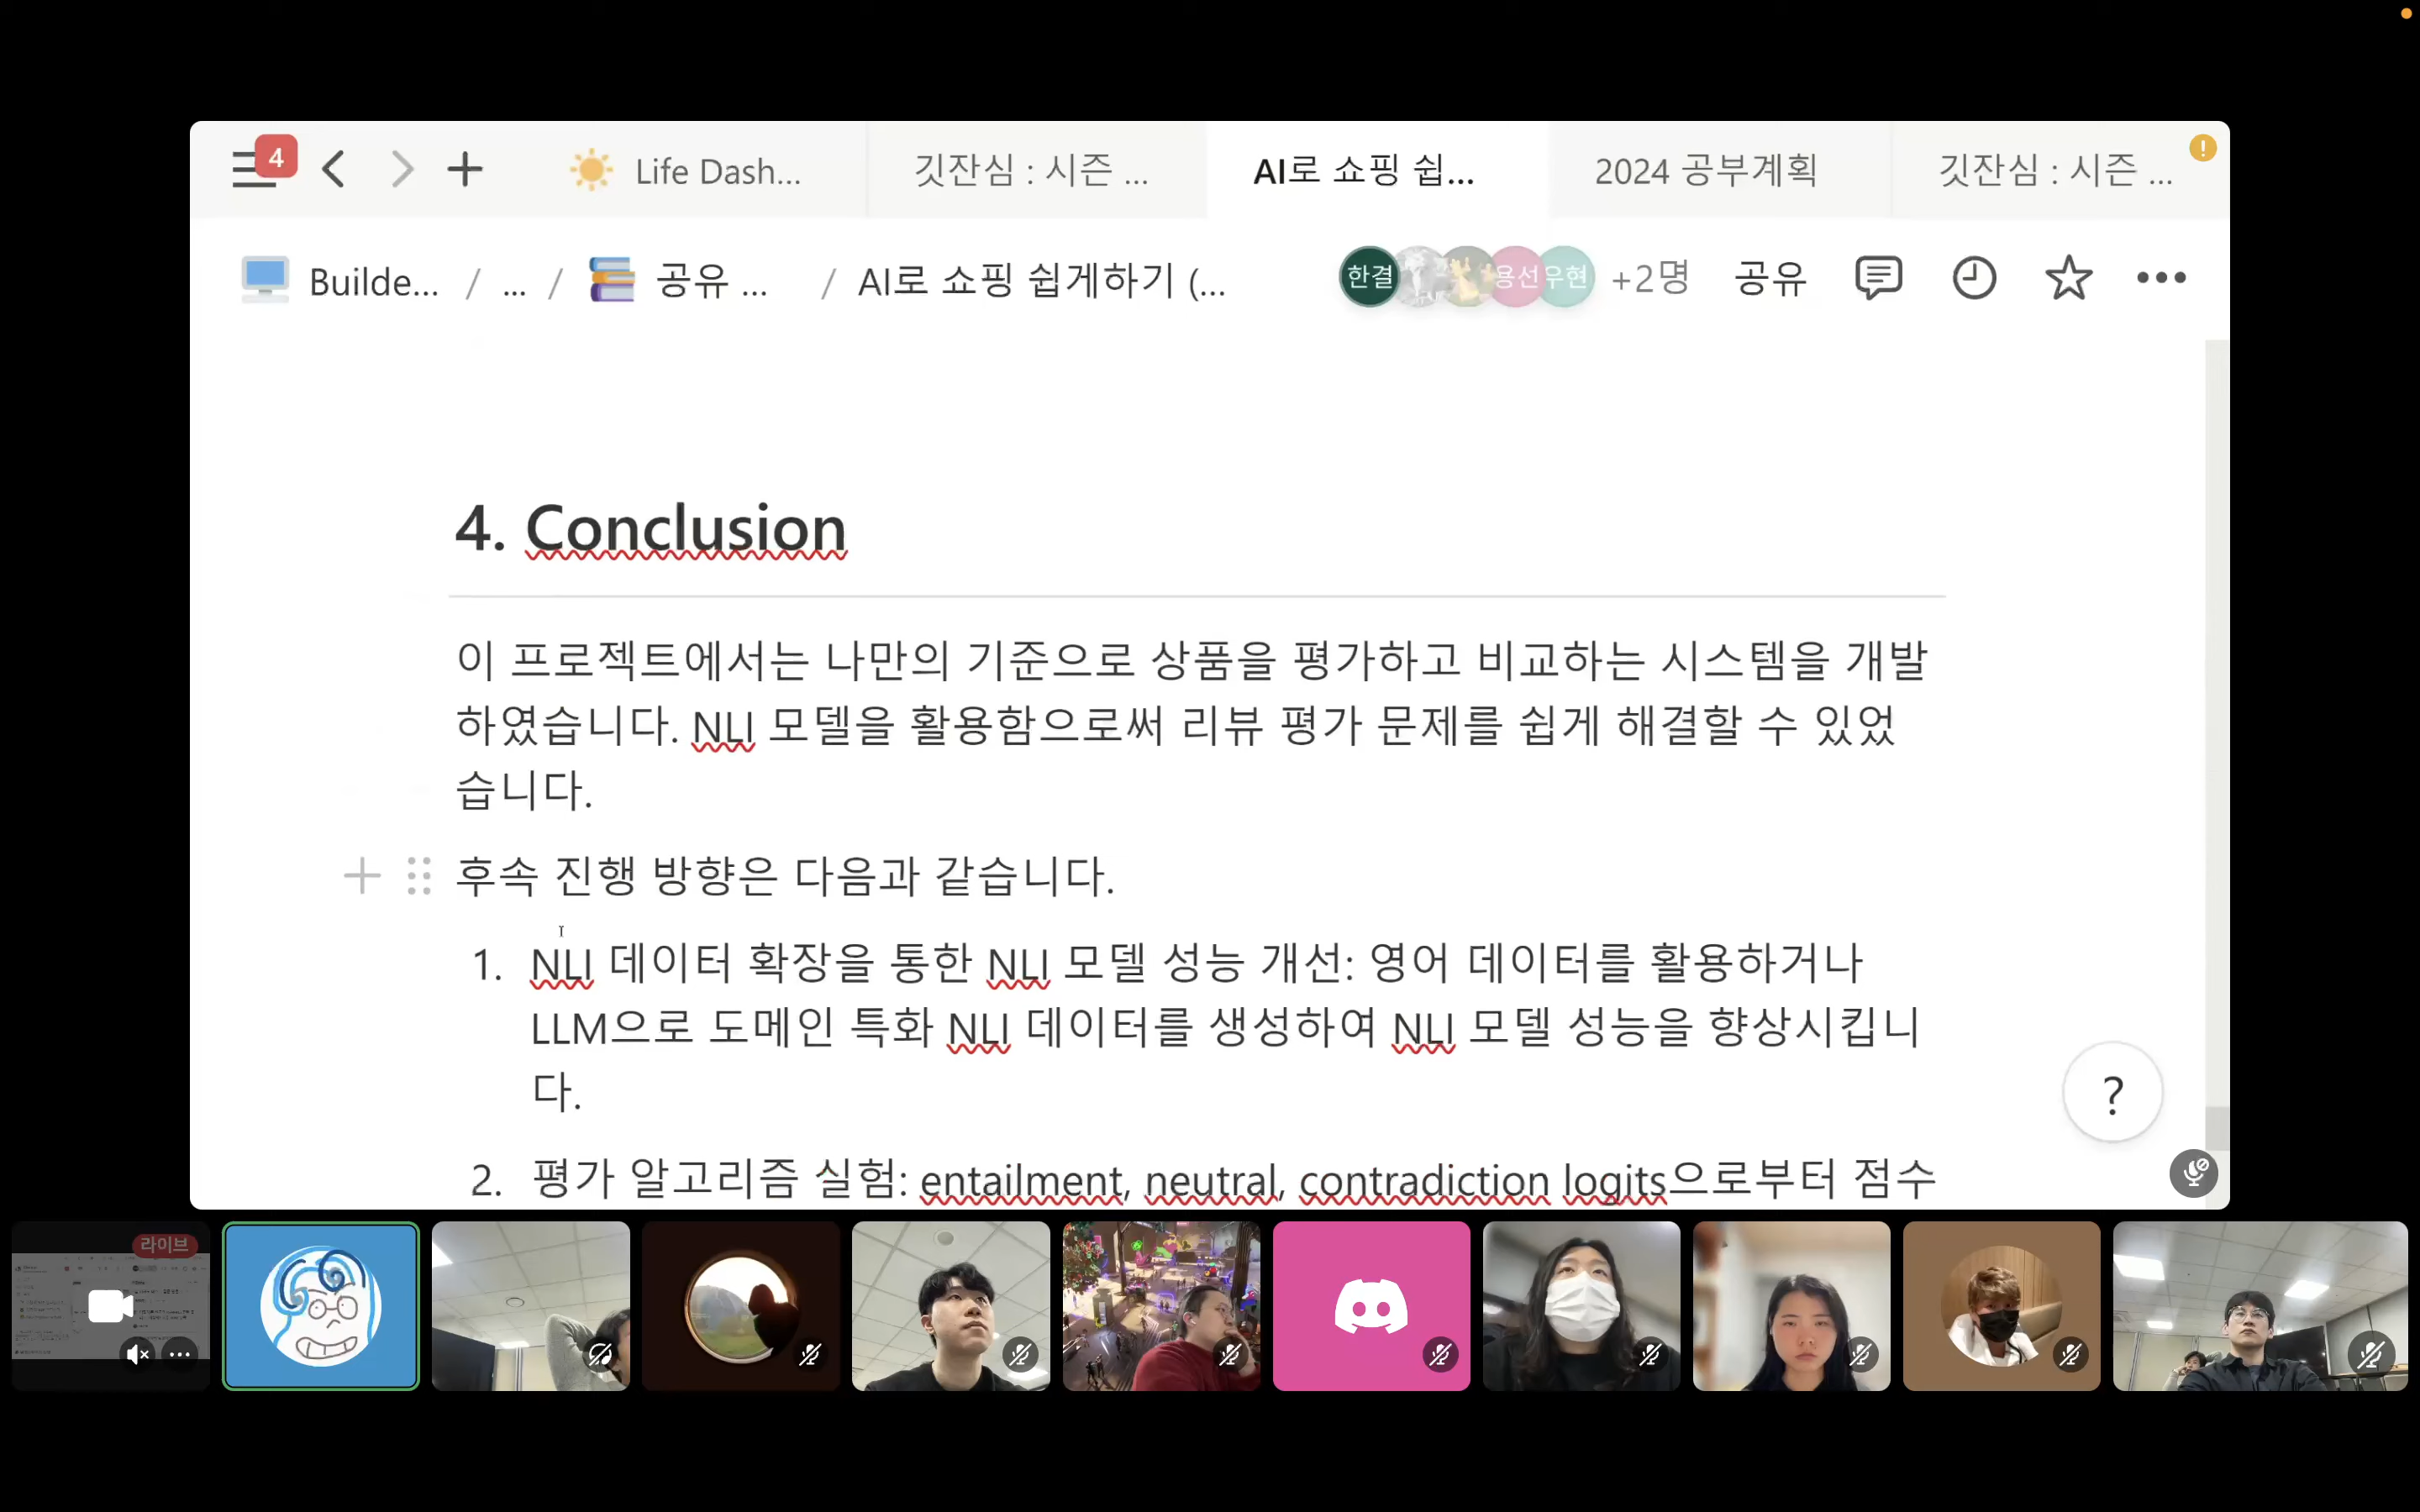 4
Life Dash...
깃잔심 : 시즌 ...
AI로 쇼핑 쉽...
2024 공부계획
깃잔심 : 시즌 ...
Builde... / ... / 공유 ... / AI로 쇼핑 쉽게하기 (...
한결
용선
우현
+2명
공유
4. Conclusion
이 프로젝트에서는 나만의 기준으로 상품을 평가하고 비교하는 시스템을 개발
하였습니다. NLI 모델을 활용함으로써 리뷰 평가 문제를 쉽게 해결할 수 있었
습니다.
후속 진행 방향은 다음과 같습니다.
1. NLI 데이터 확장을 통한 NLI 모델 성능 개선: 영어 데이터를 활용하거나
LLM으로 도메인 특화 NLI 데이터를 생성하여 NLI 모델 성능을 향상시킵니
다.
2. 평가 알고리즘 실험: entailment, neutral, contradiction logits으로부터 점수
?
라이브